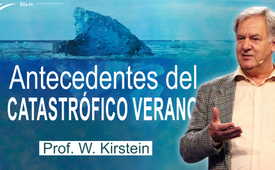 kla.tv
Antecedentes del
CATASTRÓFICO VERANO
Prof. W. Kirstein